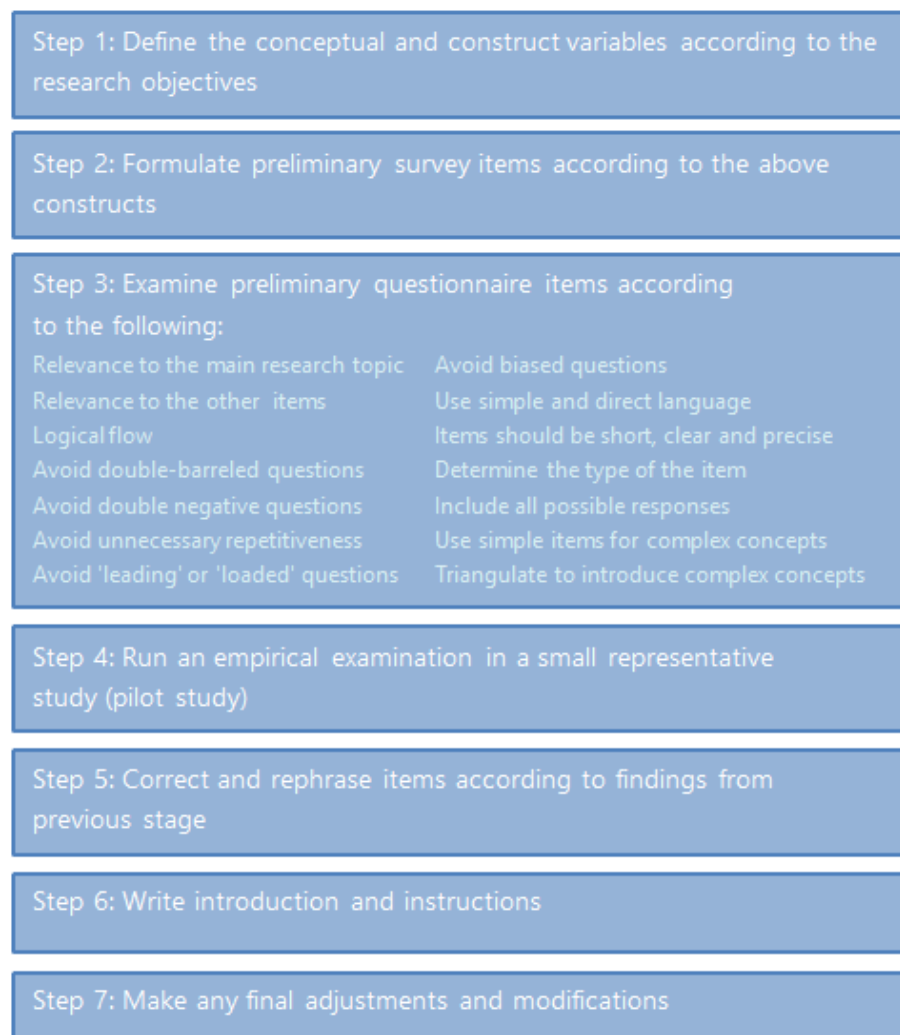 Step 1: Define the conceptual and construct variables according to the
research objectives
Step 2: Formulate preliminary survey items according to the above
constructs
Step 3: Examine preliminary questionnaire items according
to the following:
Relevance to the main research topic
Relevance to the other items
Logical flow
Avoid double-barreled questions
Avoid double negative questions
Avoid unnecessary repetitiveness
Avoid 'leading' or 'loaded' questions
Avoid biased questions
Use simple and direct language
Items should be short, clear and precise
Determine the type of the item
Include all possible responses
Use simple items for complex concepts
Triangulate to introduce complex concepts
Step 4: Run an empirical examination in a small representative
study (pilot study)
Step 5: Correct and rephrase items according to findings from
previous stage
Step 6: Write introduction and instructions
Step 7: Make any final adjustments and modifications